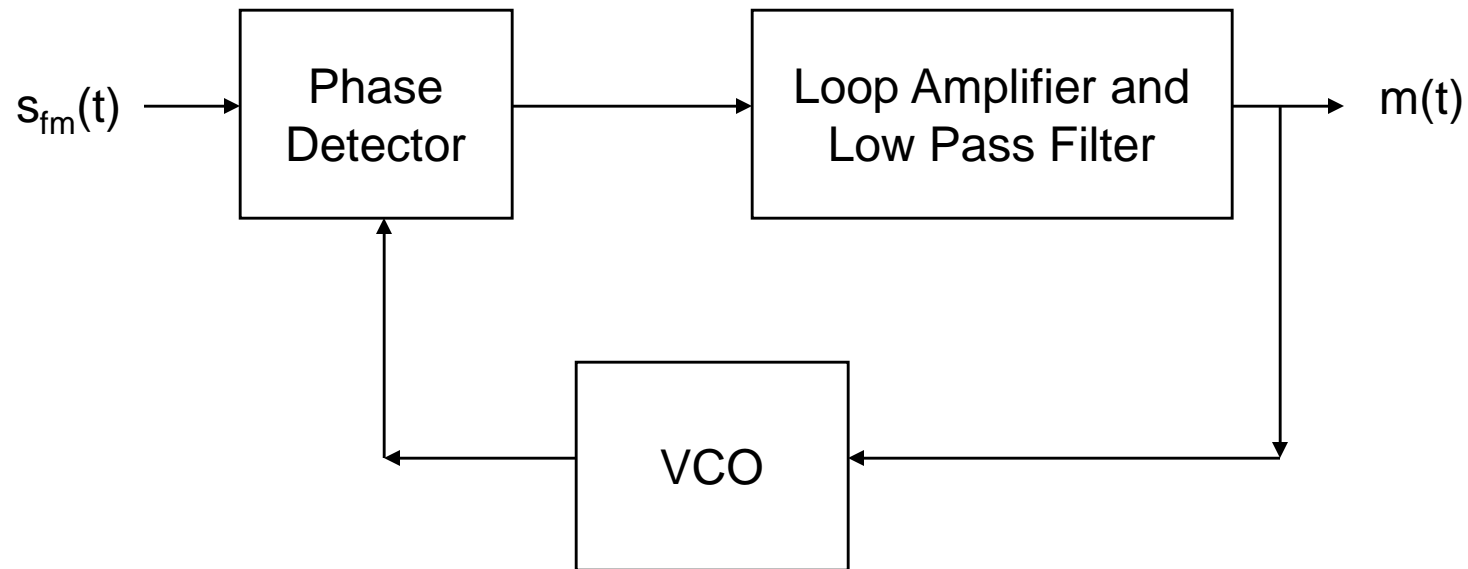 s_fm(t)
Phase
Detector
Loop Amplifier and
Low Pass Filter
m(t)
VCO